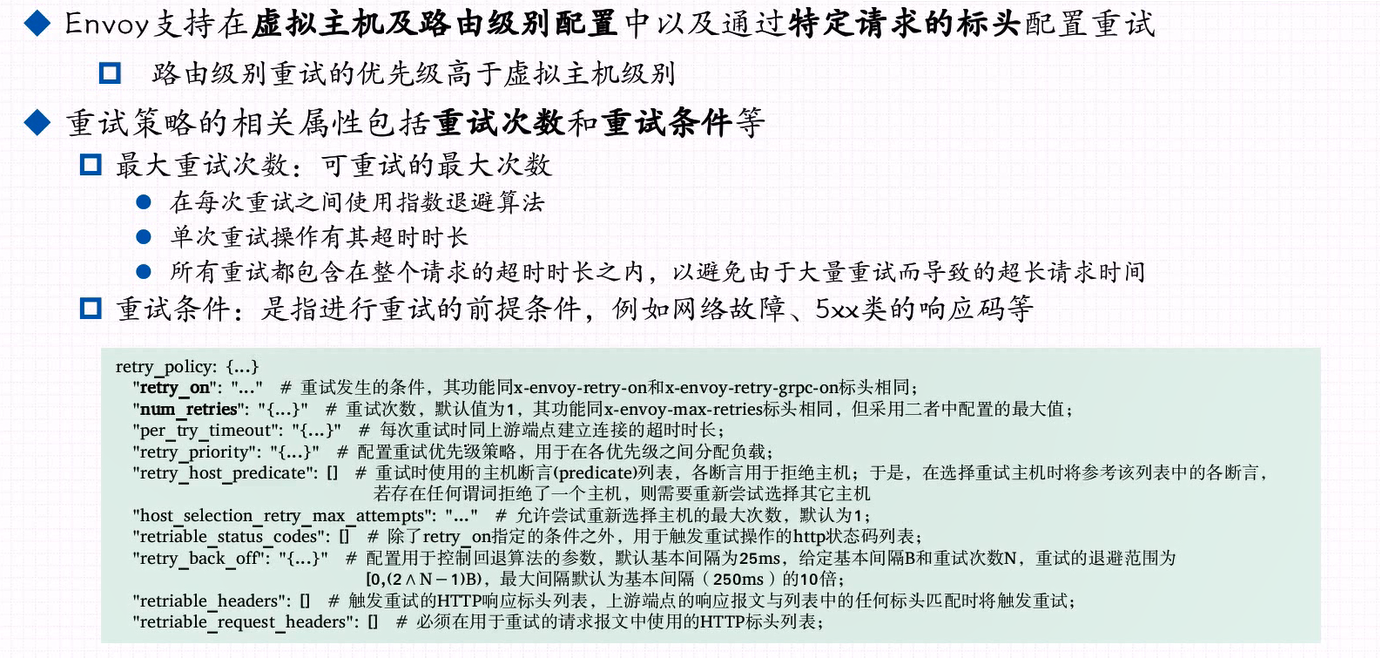 Envoy支持在虚拟主机及路由级别配置中以及通过特定请求的标头配置重试
路由级别重试的优先级高于虚拟主机级别
重试策略的相关属性包括重试次数和重试条件等
最大重试次数：可重试的最大次数
在每次重试之间使用指数退避算法
单次重试操作有其超时时长
所有重试都包含在整个请求的超时时长之内，以避免由于大量重试而导致的超长请求时间
重试条件：是指进行重试的前提条件，例如网络故障、5xx类的响应码等
retry_policy: {...}
"retry_on": "..." # 重试发生的条件，其功能同x-envoy-retry-on和x-envoy-retry-grpc-on标头相同；
"num_retries": "{...}" # 重试次数，默认值为1，其功能同x-envoy-max-retries标头相同，但采用二者中配置的最大值；
"per_try_timeout": "{...}" # 每次重试时同上游端点建立连接的超时时长；
"retry_priority": "{...}" # 配置重试优先级策略，用于在各优先级之间分配负载；
"retry_host_predicate": [] # 重试时使用的主机断言(predicate)列表，各断言用于拒绝主机；于是，在选择重试主机时将参考该列表中的各断言，
若存在任何谓词拒绝了一个主机，则需要重新尝试选择其它主机
"host_selection_retry_max_attempts": "..." # 允许尝试重新选择主机的最大次数，默认为1；
"retriable_status_codes": [] # 除了retry_on指定的条件之外，用于触发重试操作的http状态码列表；
"retry_back_off": "{...}" # 配置用于控制回退算法的参数，默认基本间隔为25ms，给定基本间隔B和重试次数N，重试的退避范围为
[0,(2∧N−1)B)，最大间隔默认为基本间隔（250ms）的10倍；
"retriable_headers": [] # 触发重试的HTTP响应标头列表，上游端点的响应报文与列表中的任何标头匹配时将触发重试；
"retriable_request_headers": [] # 必须在用于重试的请求报文中使用的HTTP标头列表；